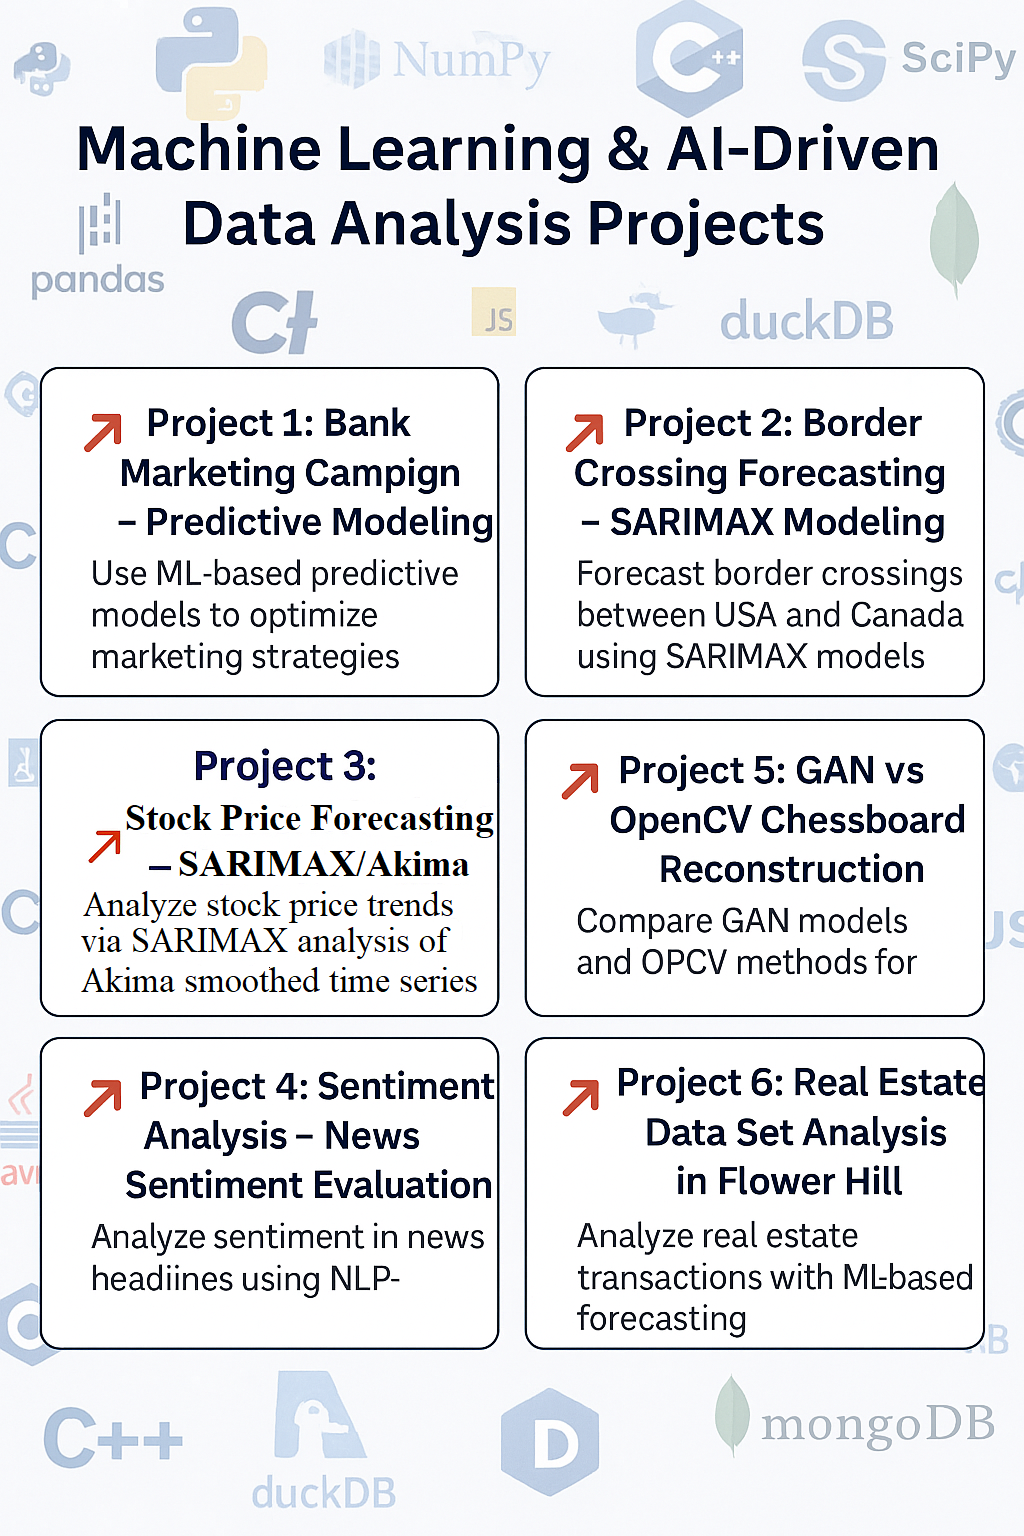 NumPy
C++
S
SciPy
Machine Learning & AI-Driven
Data Analysis Projects
pandas
JS
duckDB
Project 1: Bank
Marketing Campign
– Predictive Modeling
Use ML-based predictive
models to optimize
marketing strategies
Project 2: Border
Crossing Forecasting
– SARIMAX Modeling
Forecast border crossings
between USA and Canada
using SARIMAX models
Project 3:
Stock Price Forecasting
– SARIMAX/Akima
Analyze stock price trends
via SARIMAX analysis of
Akima smoothed time series
Project 5: GAN vs
OpenCV Chessboard
Reconstruction
Compare GAN models
and OPCV methods for
JS
Project 4: Sentiment
Analysis – News
Sentiment Evaluation
Analyze sentiment in news
headiines using NLP-
Project 6: Real Estate
Data Set Analysis
in Flower Hill
Analyze real estate
transactions with ML-based
forecasting
C++
duckDB
D
mongoDB